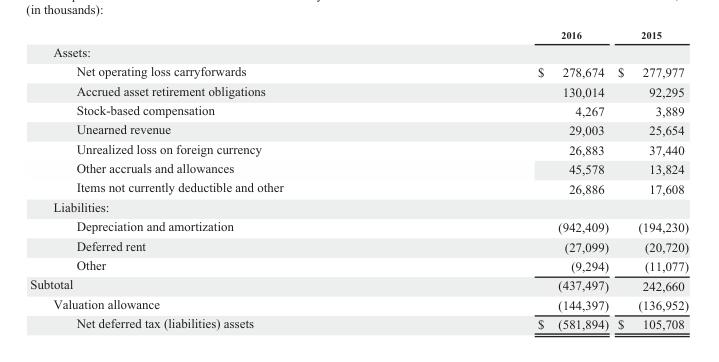 (in thousands):
2016 2015
Assets:
Net operating loss carryforwards $ 278,674 $ 277,977
Accrued asset retirement obligations 130,014 92,295
Stock-based compensation 4,267 3,889
Unearned revenue 29,003 25,654
Unrealized loss on foreign currency 26,883 37,440
Other accruals and allowances 45,578 13,824
Items not currently deductible and other 26,886 17,608
Liabilities:
Depreciation and amortization (942,409) (194,230)
Deferred rent (27,099) (20,720)
Other (9,294) (11,077)
Subtotal (437,497) 242,660
Valuation allowance (144,397) (136,952)
Net deferred tax (liabilities) assets $ (581,894) $ 105,708